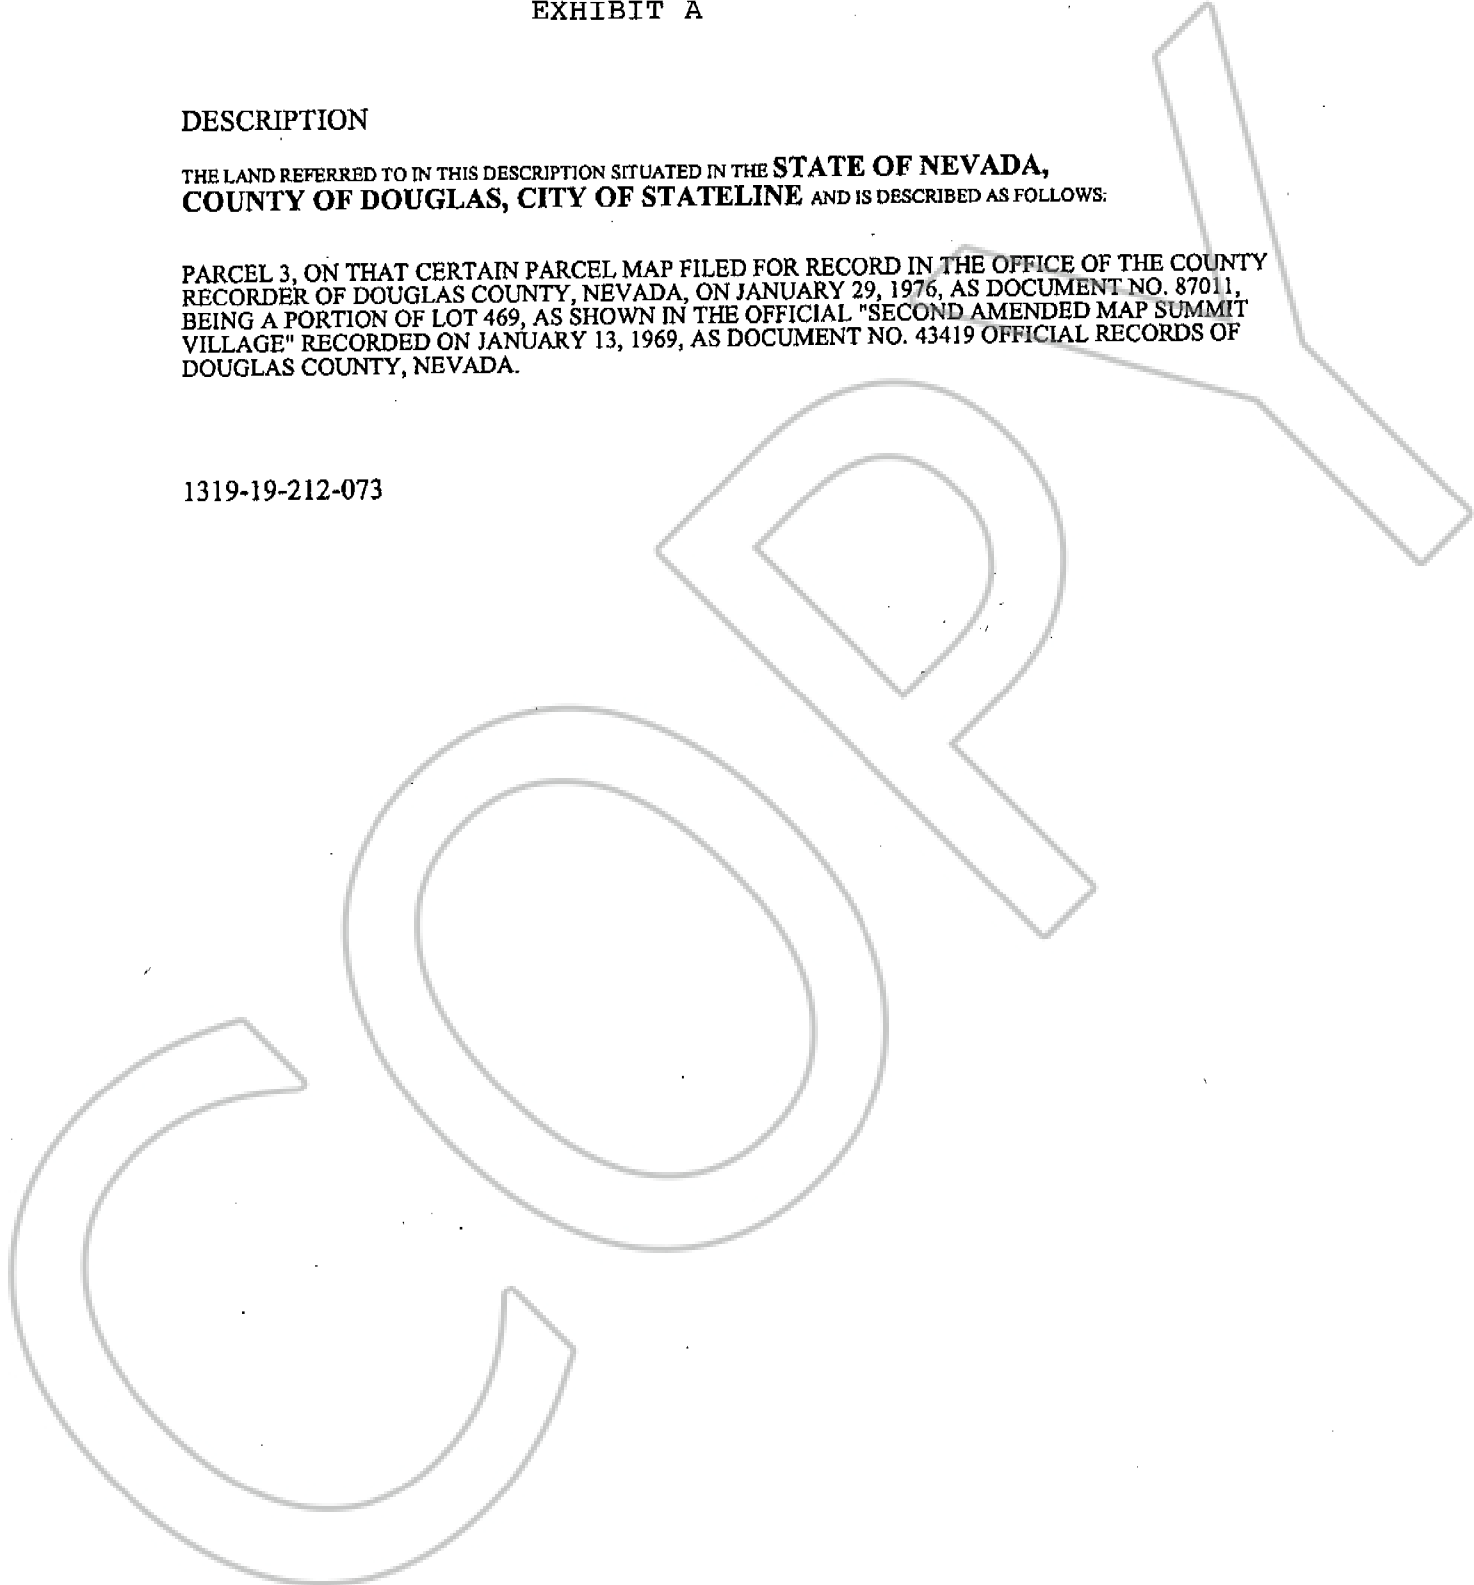 EXHIBIT A
DESCRIPTION
THE LAND REFERRED TO IN THIS DESCRIPTION SITUATED IN THE STATE OF NEVADA,
COUNTY OF DOUGLAS, CITY OF STATELINE AND IS DESCRIBED AS FOLLOWS:
PARCEL 3, ON THAT CERTAIN PARCEL MAP FILED FOR RECORD IN THE OFFICE OF THE COUNTY
RECORDER OF DOUGLAS COUNTY, NEVADA, ON JANUARY 29, 1976, AS DOCUMENT NO. 87011,
BEING A PORTION OF LOT 469, AS SHOWN IN THE OFFICIAL "SECOND AMENDED MAP SUMMIT
VILLAGE" RECORDED ON JANUARY 13, 1969, AS DOCUMENT NO. 43419 OFFICIAL RECORDS OF
DOUGLAS COUNTY, NEVADA.
1319-19-212-073
COPY